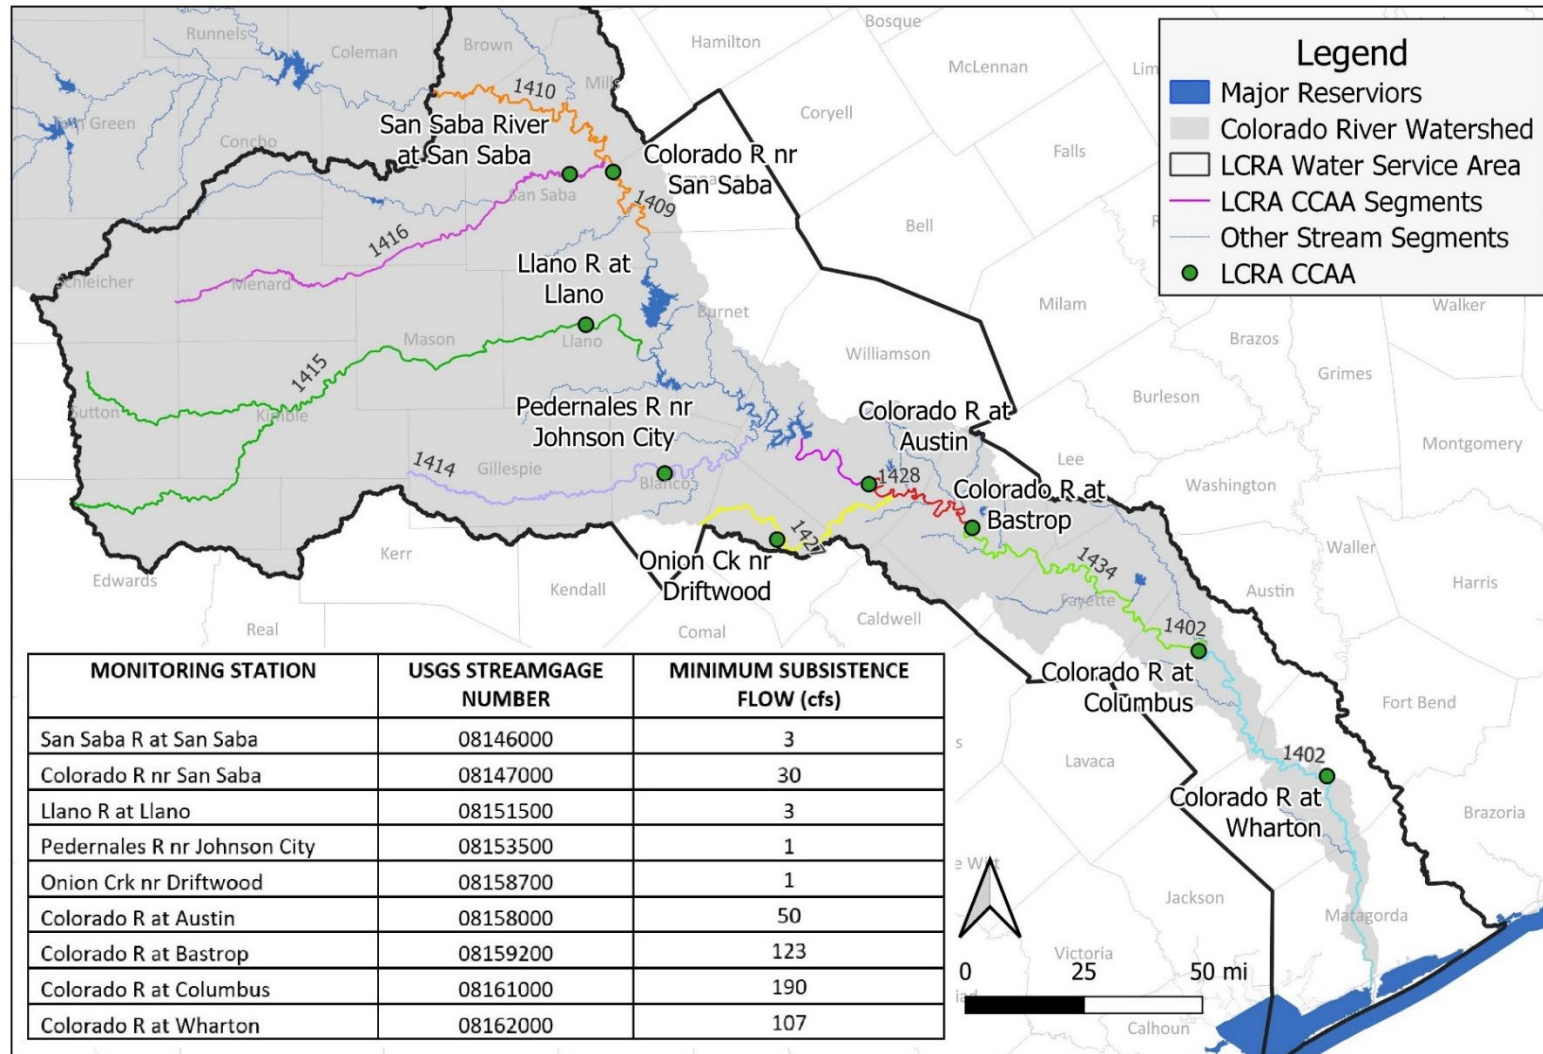 Bosque
Runnels
Coleman
Brown
Hamilton
McLennan
Mills
Coryell
Concho
Falls
San Saba
Bell
Schleicher
Menard
Milam
Burnet
Walker
Mason
Llano
Williamson
Brazos
Grimes
Sutton
Kimble
Burleson
Montgomery
Gillespie
Blanco
Lee
Washington
Kerr
Waller
Edwards
Kendall
Harris
Fayette
Austin
Caldwell
Real
Comal
Fort Bend
Lavaca
Brazoria
Jackson
Matagorda
Victoria
Calhoun
1410
San Saba River
at San Saba
Colorado R nr
San Saba
1409
1416
Llano R at
Llano
1415
Pedernales R nr
Johnson City
1414
Colorado R at
Austin
1428
Colorado R at
Bastrop
1427
Onion Ck nr
Driftwood
1434
1402
Colorado R at
Columbus
1402
Colorado R at
Wharton
Legend
Major Reserviors
Colorado River Watershed
LCRA Water Service Area
LCRA CCAA Segments
Other Stream Segments
LCRA CCAA
MONITORING STATION USGS STREAMGAGE MINIMUM SUBSISTENCE
NUMBER FLOW (cfs)
San Saba R at San Saba 08146000 3
Colorado R nr San Saba 08147000 30
Llano R at Llano 08151500 3
Pedernales R nr Johnson City 08153500 1
Onion Crk nr Driftwood 08158700 1
Colorado R at Austin 08158000 50
Colorado R at Bastrop 08159200 123
Colorado R at Columbus 08161000 190
Colorado R at Wharton 08162000 107
0 25 50 mi